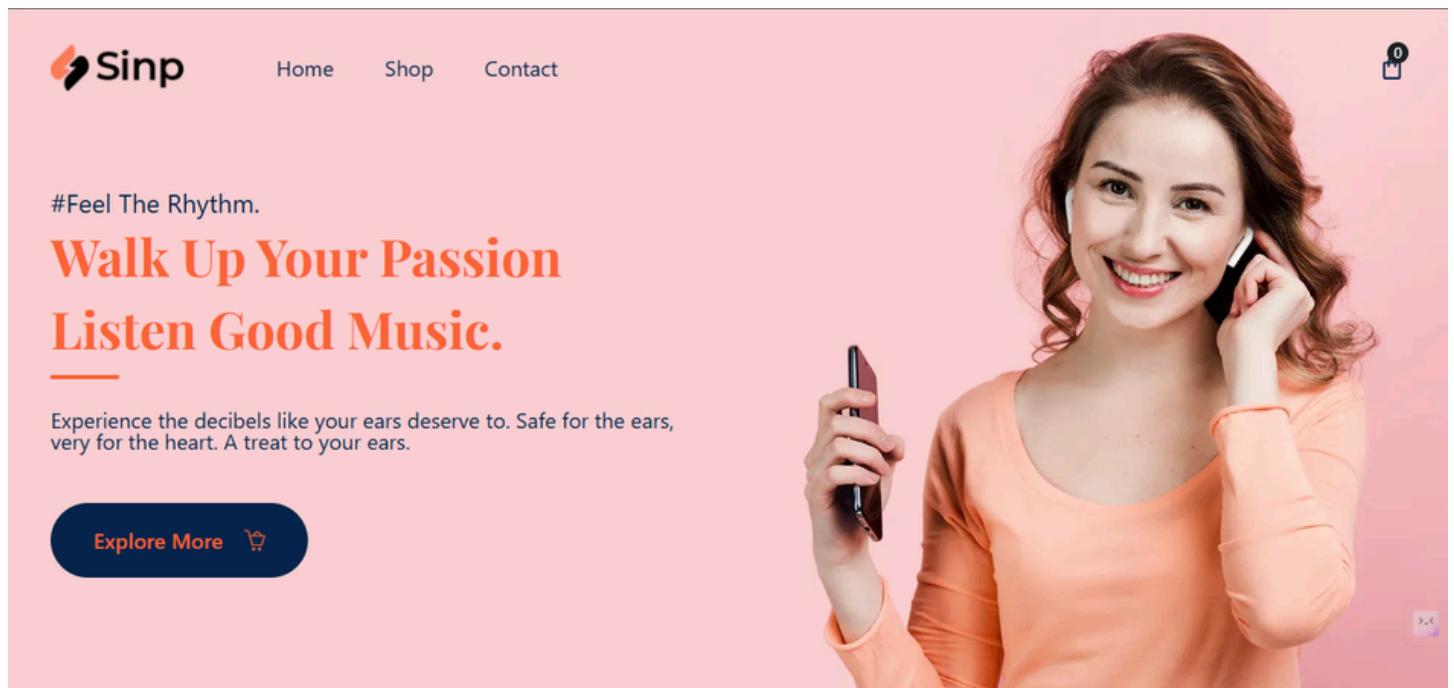 Sinp
Home Shop Contact
0
#Feel The Rhythm.
Walk Up Your Passion
Listen Good Music.
Experience the decibels like your ears deserve to. Safe for the ears,
very for the heart. A treat to your ears.
Explore More